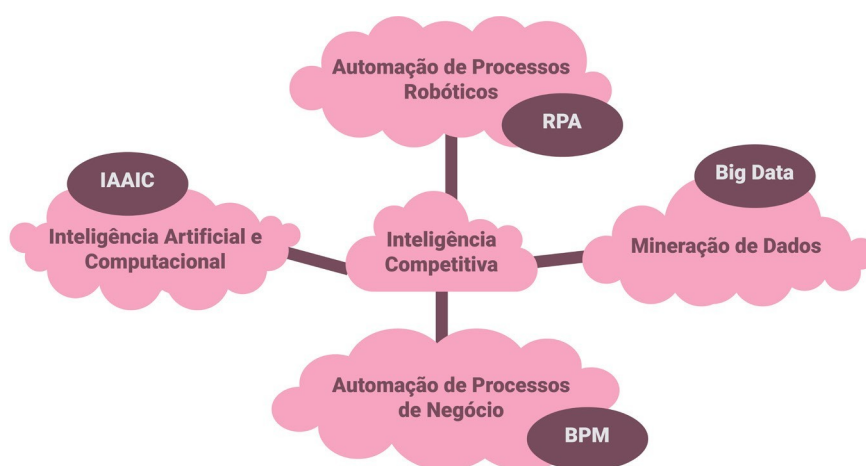 Automação de Processos
Robóticos
RPA
IAAIC
Inteligência Artificial e
Computacional
Inteligência
Competitiva
Big Data
Mineração de Dados
Automação de Processos
de Negócio
BPM